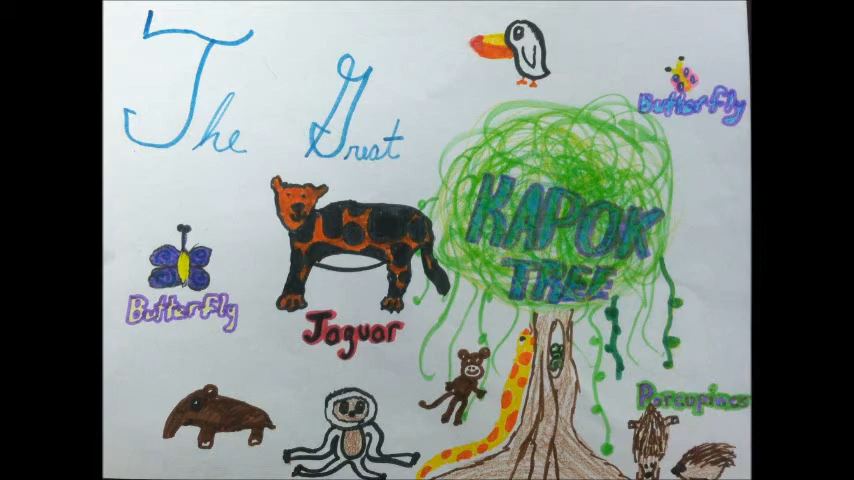 The Great
Butterfly
KAPOK
TREE
Butterfly
Jaguar
Porcupines